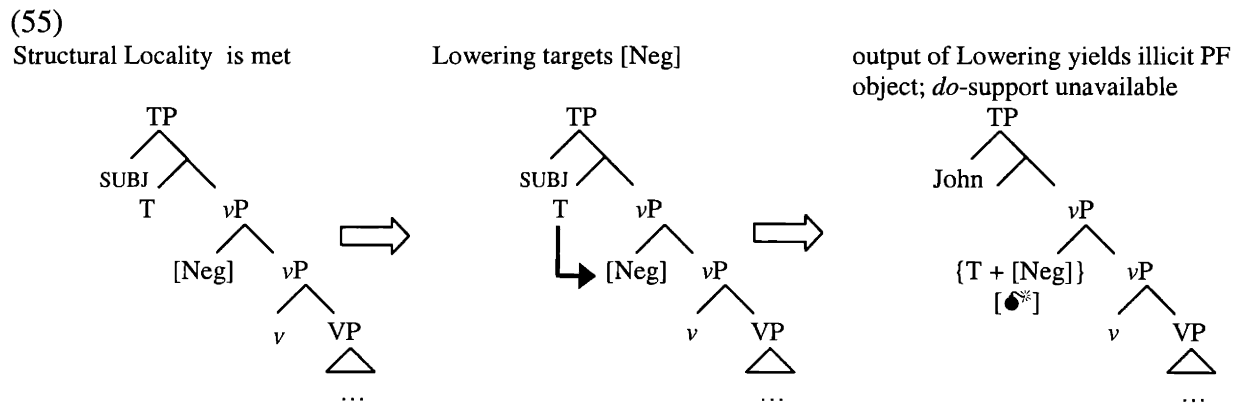 (55)
Structural Locality is met
Lowering targets [Neg]
output of Lowering yields illicit PF
object; do-support unavailable
TP
SUBJ
T
vP
[Neg]
vP
v
VP
...
TP
SUBJ
T
vP
[Neg]
vP
v
VP
...
TP
John
vP
{T + [Neg]}
vP
[💣]
v
VP
...